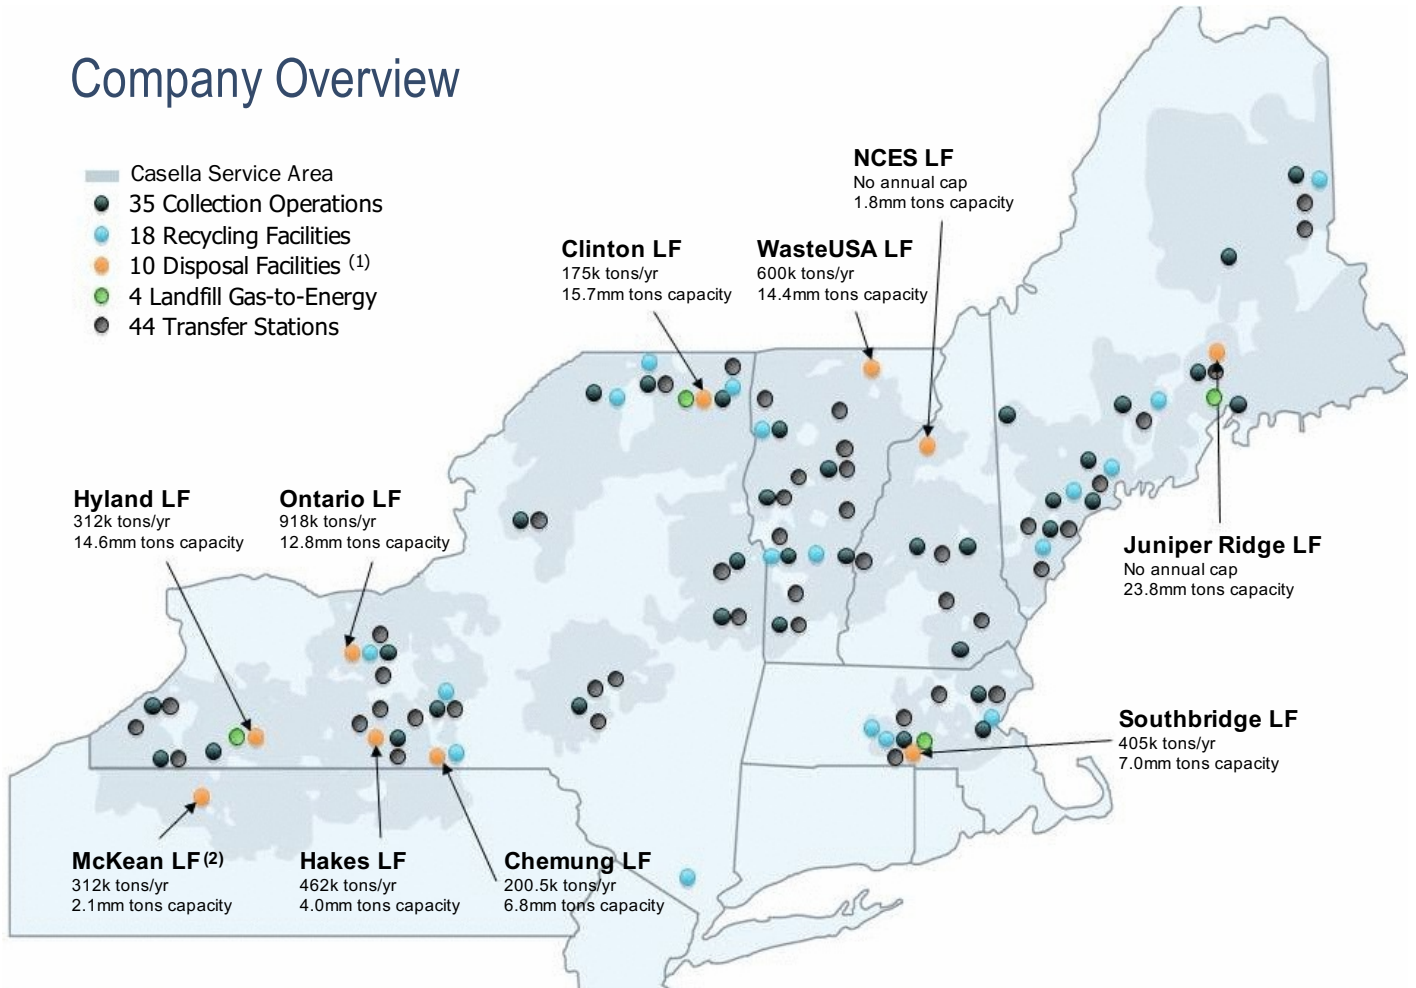 Company Overview
Casella Service Area
35 Collection Operations
18 Recycling Facilities
10 Disposal Facilities (1)
4 Landfill Gas-to-Energy
44 Transfer Stations
NCES LF
No annual cap
1.8mm tons capacity
Clinton LF
175k tons/yr
15.7mm tons capacity
WasteUSA LF
600k tons/yr
14.4mm tons capacity
Hyland LF
312k tons/yr
14.6mm tons capacity
Ontario LF
918k tons/yr
12.8mm tons capacity
Juniper Ridge LF
No annual cap
23.8mm tons capacity
Southbridge LF
405k tons/yr
7.0mm tons capacity
McKean LF (2)
312k tons/yr
2.1mm tons capacity
Hakes LF
462k tons/yr
4.0mm tons capacity
Chemung LF
200.5k tons/yr
6.8mm tons capacity